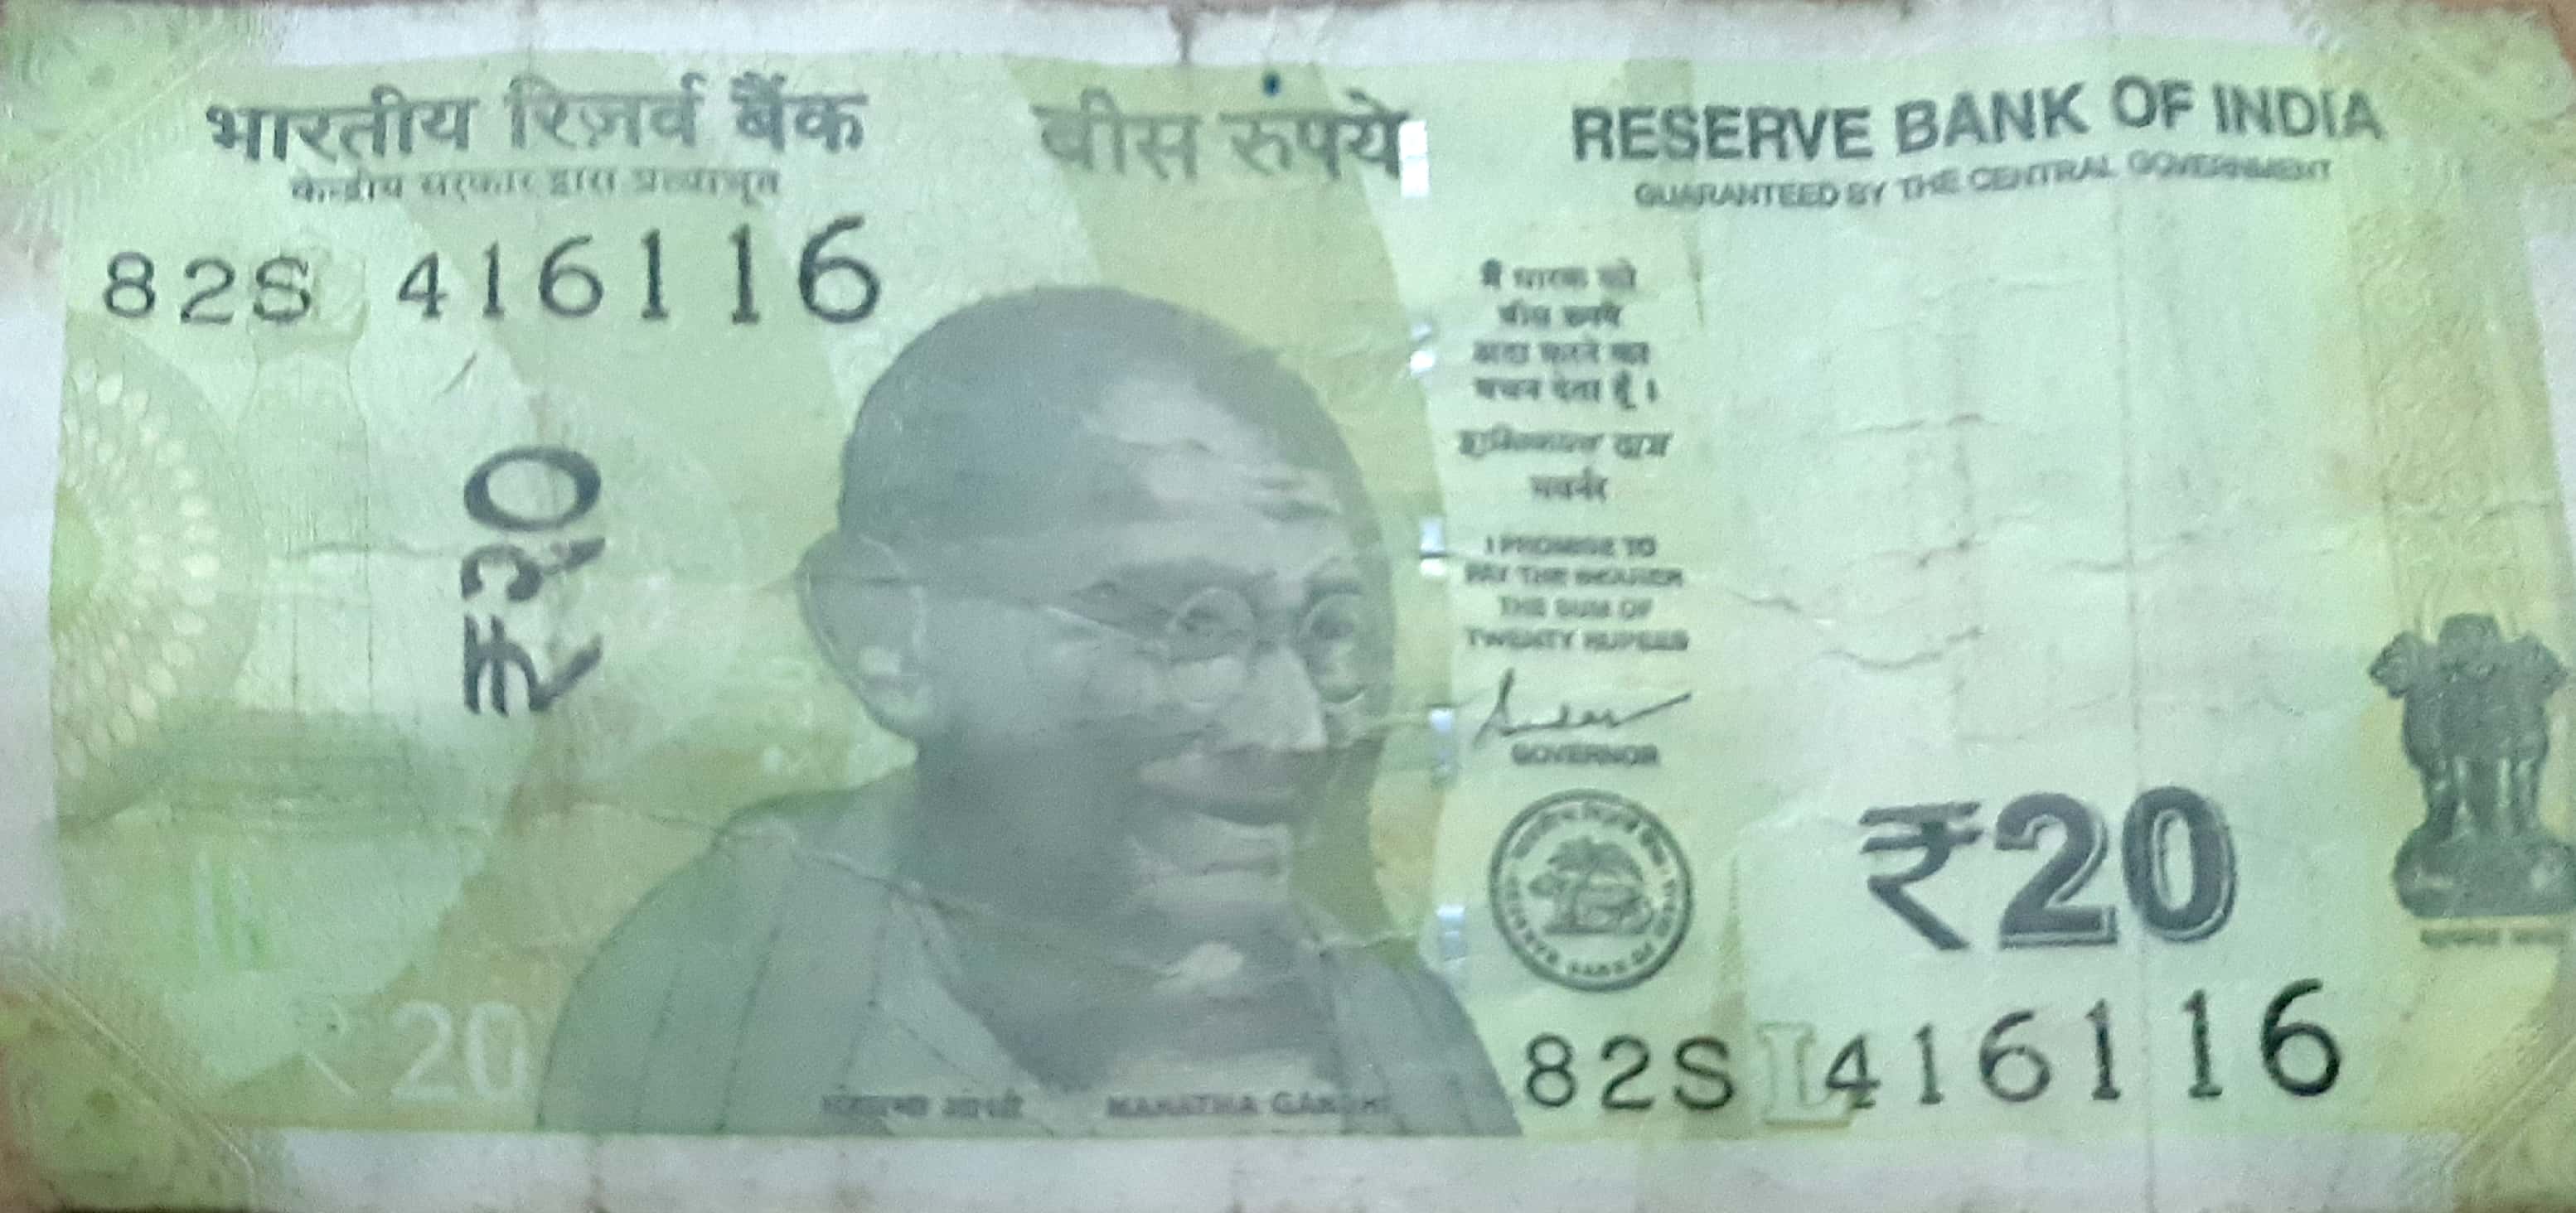 भारतीय रिज़र्व बैंक
केन्द्रीय सरकार द्वारा प्रत्याभूत
बीस रुपये
RESERVE BANK OF INDIA
GUARANTEED BY THE CENTRAL GOVERNMENT
82S 416116
₹२०
मैं धारक को
बीस रुपये
अदा करने का
वचन देता हूँ।
शक्तिकान्त दास
गवर्नर
I PROMISE TO
PAY THE BEARER
THE SUM OF
TWENTY RUPEES
GOVERNOR
₹20
82S L 416116
₹20
महात्मा गांधी MAHATMA GANDHI